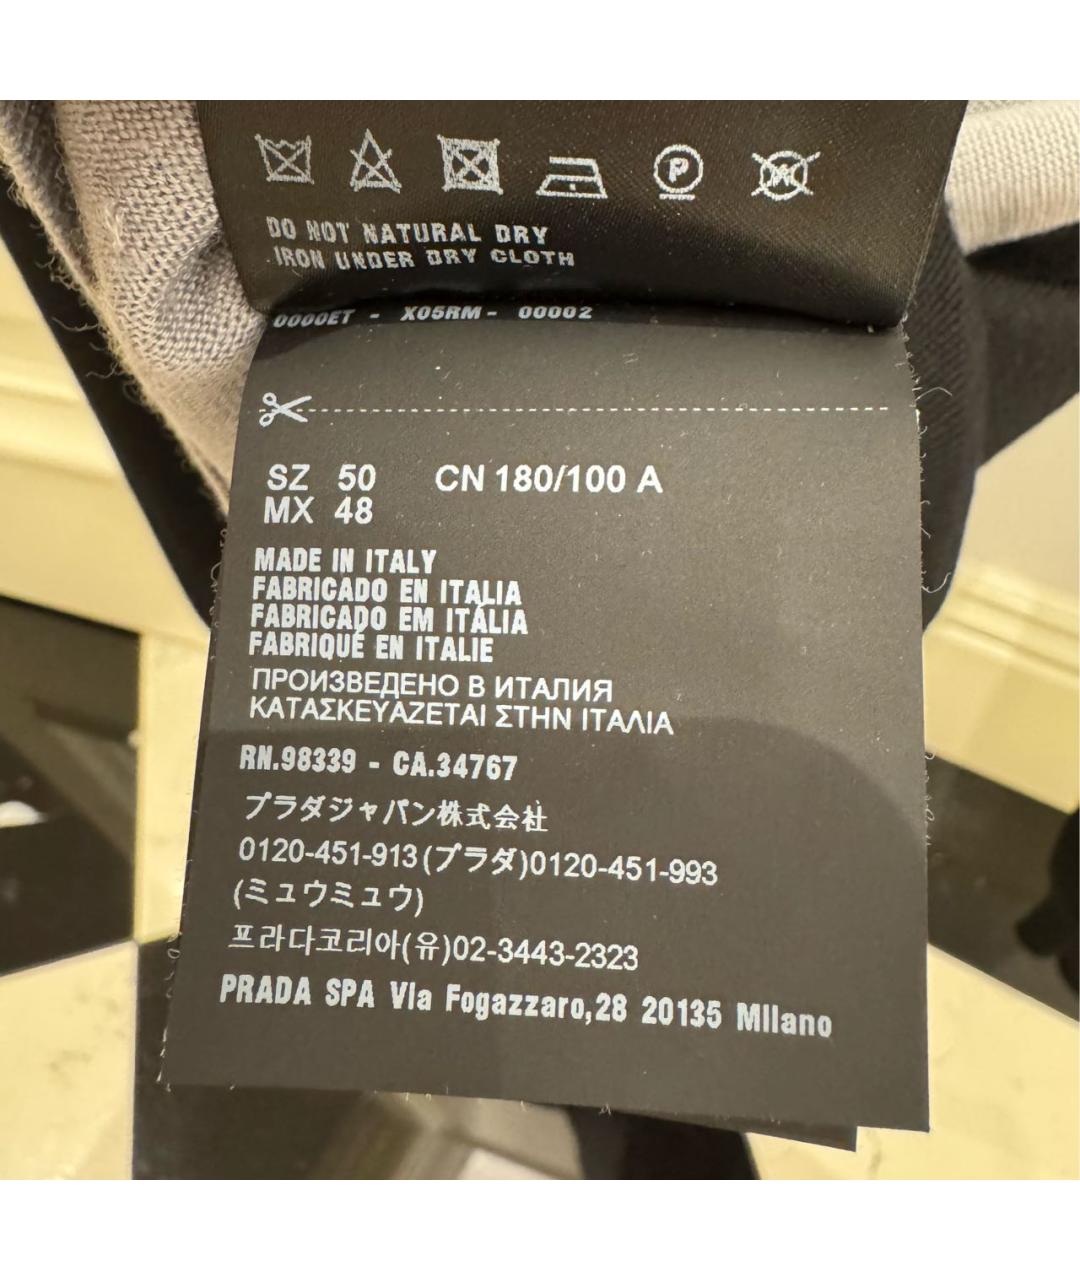 DO NOT NATURAL DRY
IRON UNDER DRY CLOTH
0000ET - X05RM - 00002
SZ 50 CN 180/100 A
MX 48
MADE IN ITALY
FABRICADO EN ITALIA
FABRICADO EM ITÁLIA
FABRIQUÉ EN ITALIE
ПРОИЗВЕДЕНО В ИТАЛИЯ
ΚΑΤΑΣΚΕΥΑΖΕΤΑΙ ΣΤΗΝ ΙΤΑΛΙΑ
RN.98339 - CA.34767
プラダジャパン株式会社
0120-451-913(プラダ)0120-451-993
(ミュウミュウ)
프라다코리아(유)02-3443-2323
PRADA SPA Via Fogazzaro,28 20135 Milano